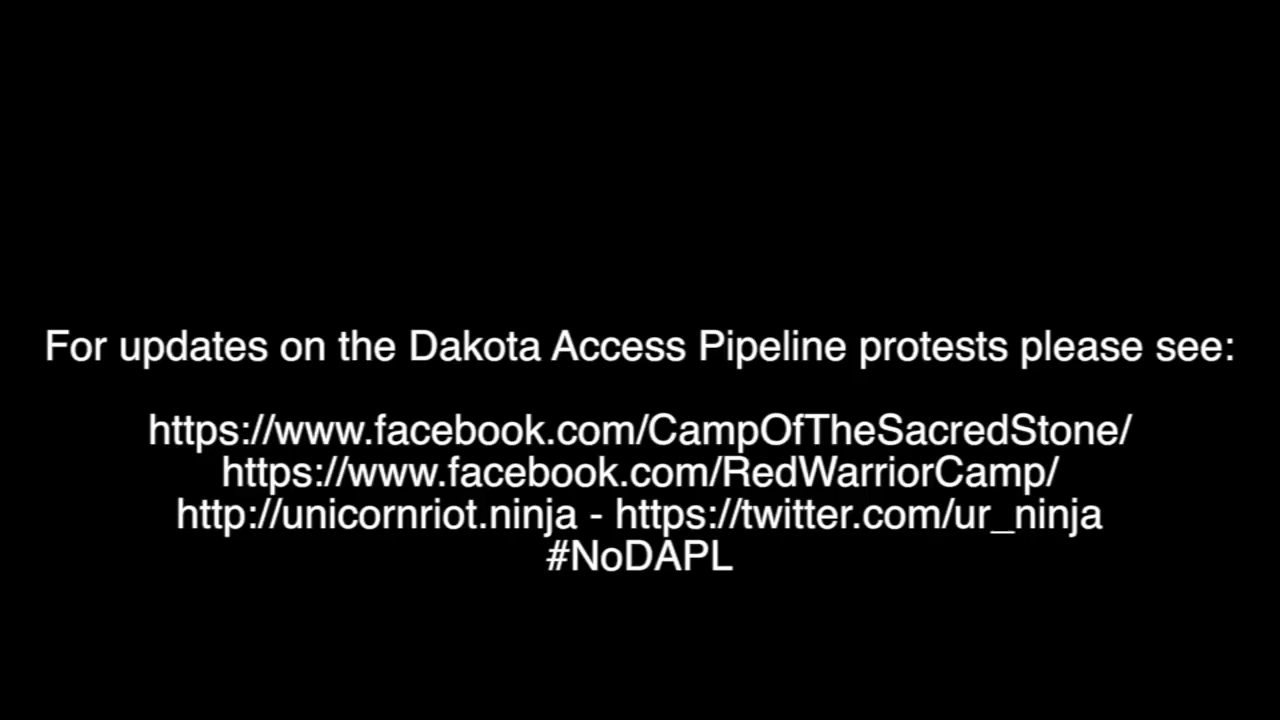 For updates on the Dakota Access Pipeline protests please see:
https://www.facebook.com/CampOfTheSacredStone/
https://www.facebook.com/RedWarriorCamp/
http://unicornriot.ninja - https://twitter.com/ur_ninja
#NoDAPL